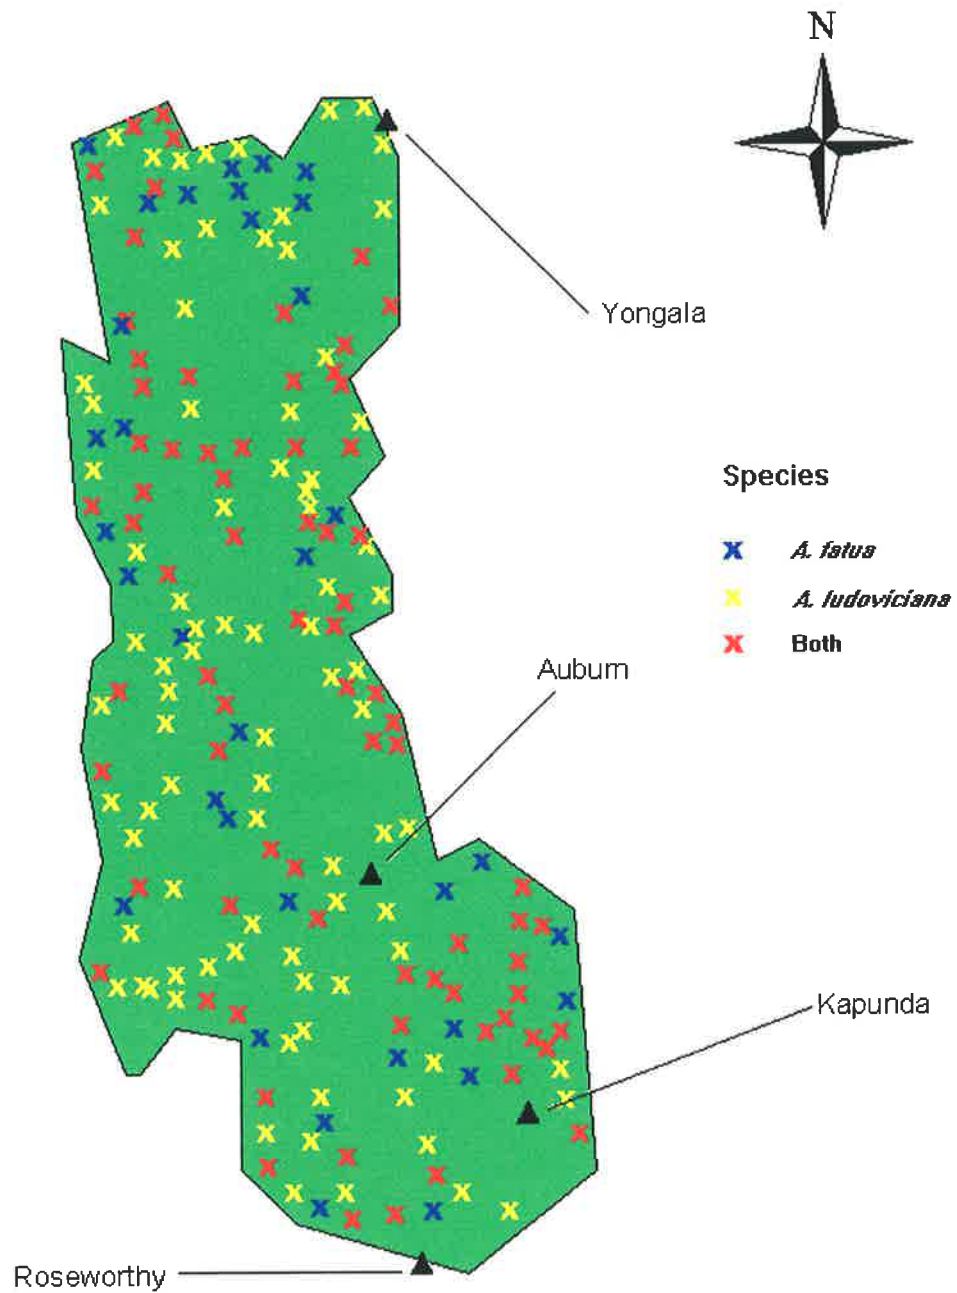 N
Yongala
Species
A. fatua
A. ludoviciana
Both
Auburn
Kapunda
Roseworthy